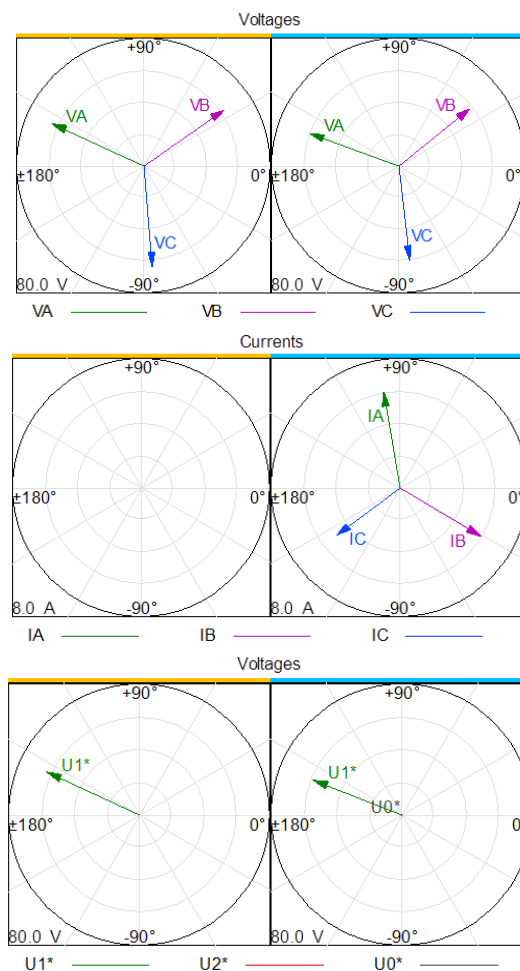 Voltages
+90° +90°
VA VB VA VB
±180° 0° ±180° 0°
VC VC
80.0 V -90° 80.0 V -90°
VA VB VC
Currents
+90° +90°
IA
±180° 0° ±180° 0°
IC IB
8.0 A -90° 8.0 A -90°
IA IB IC
Voltages
+90° +90°
U1* U1*
U0*
±180° 0° ±180° 0°
80.0 V -90° 80.0 V -90°
U1* U2* U0*